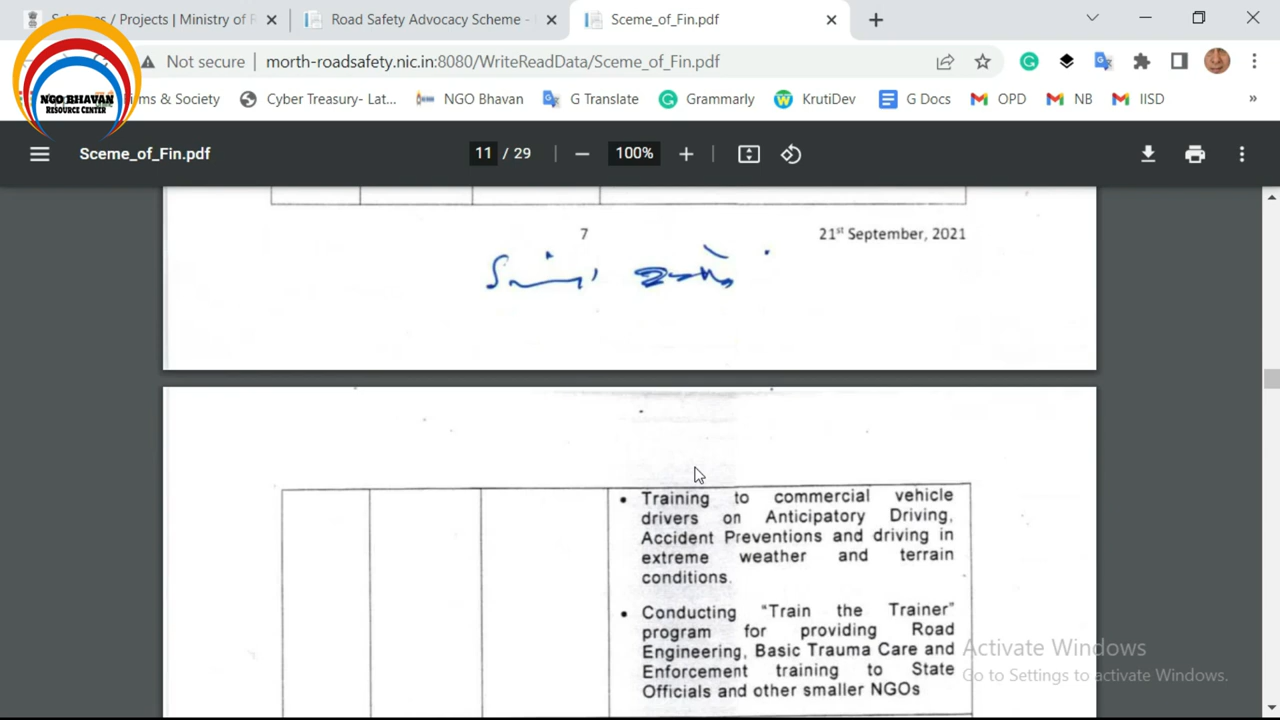 Schemes / Projects | Ministry of R
Road Safety Advocacy Scheme -
Sceme_of_Fin.pdf
Not secure | morth-roadsafety.nic.in:8080/WriteReadData/Sceme_of_Fin.pdf
NGO BHAVAN
RESOURCE CENTER
ms & Society
Cyber Treasury- Lat...
NGO Bhavan
G Translate
Grammarly
KrutiDev
G Docs
OPD
NB
IISD
»
Sceme_of_Fin.pdf
11 / 29
100%
7
21st September, 2021
• Training to commercial vehicle
drivers on Anticipatory Driving,
Accident Preventions and driving in
extreme weather and terrain
conditions.
• Conducting "Train the Trainer"
program for providing Road
Engineering, Basic Trauma Care and
Enforcement training to State
Officials and other smaller NGOs
Activate Windows
Go to Settings to activate Windows.